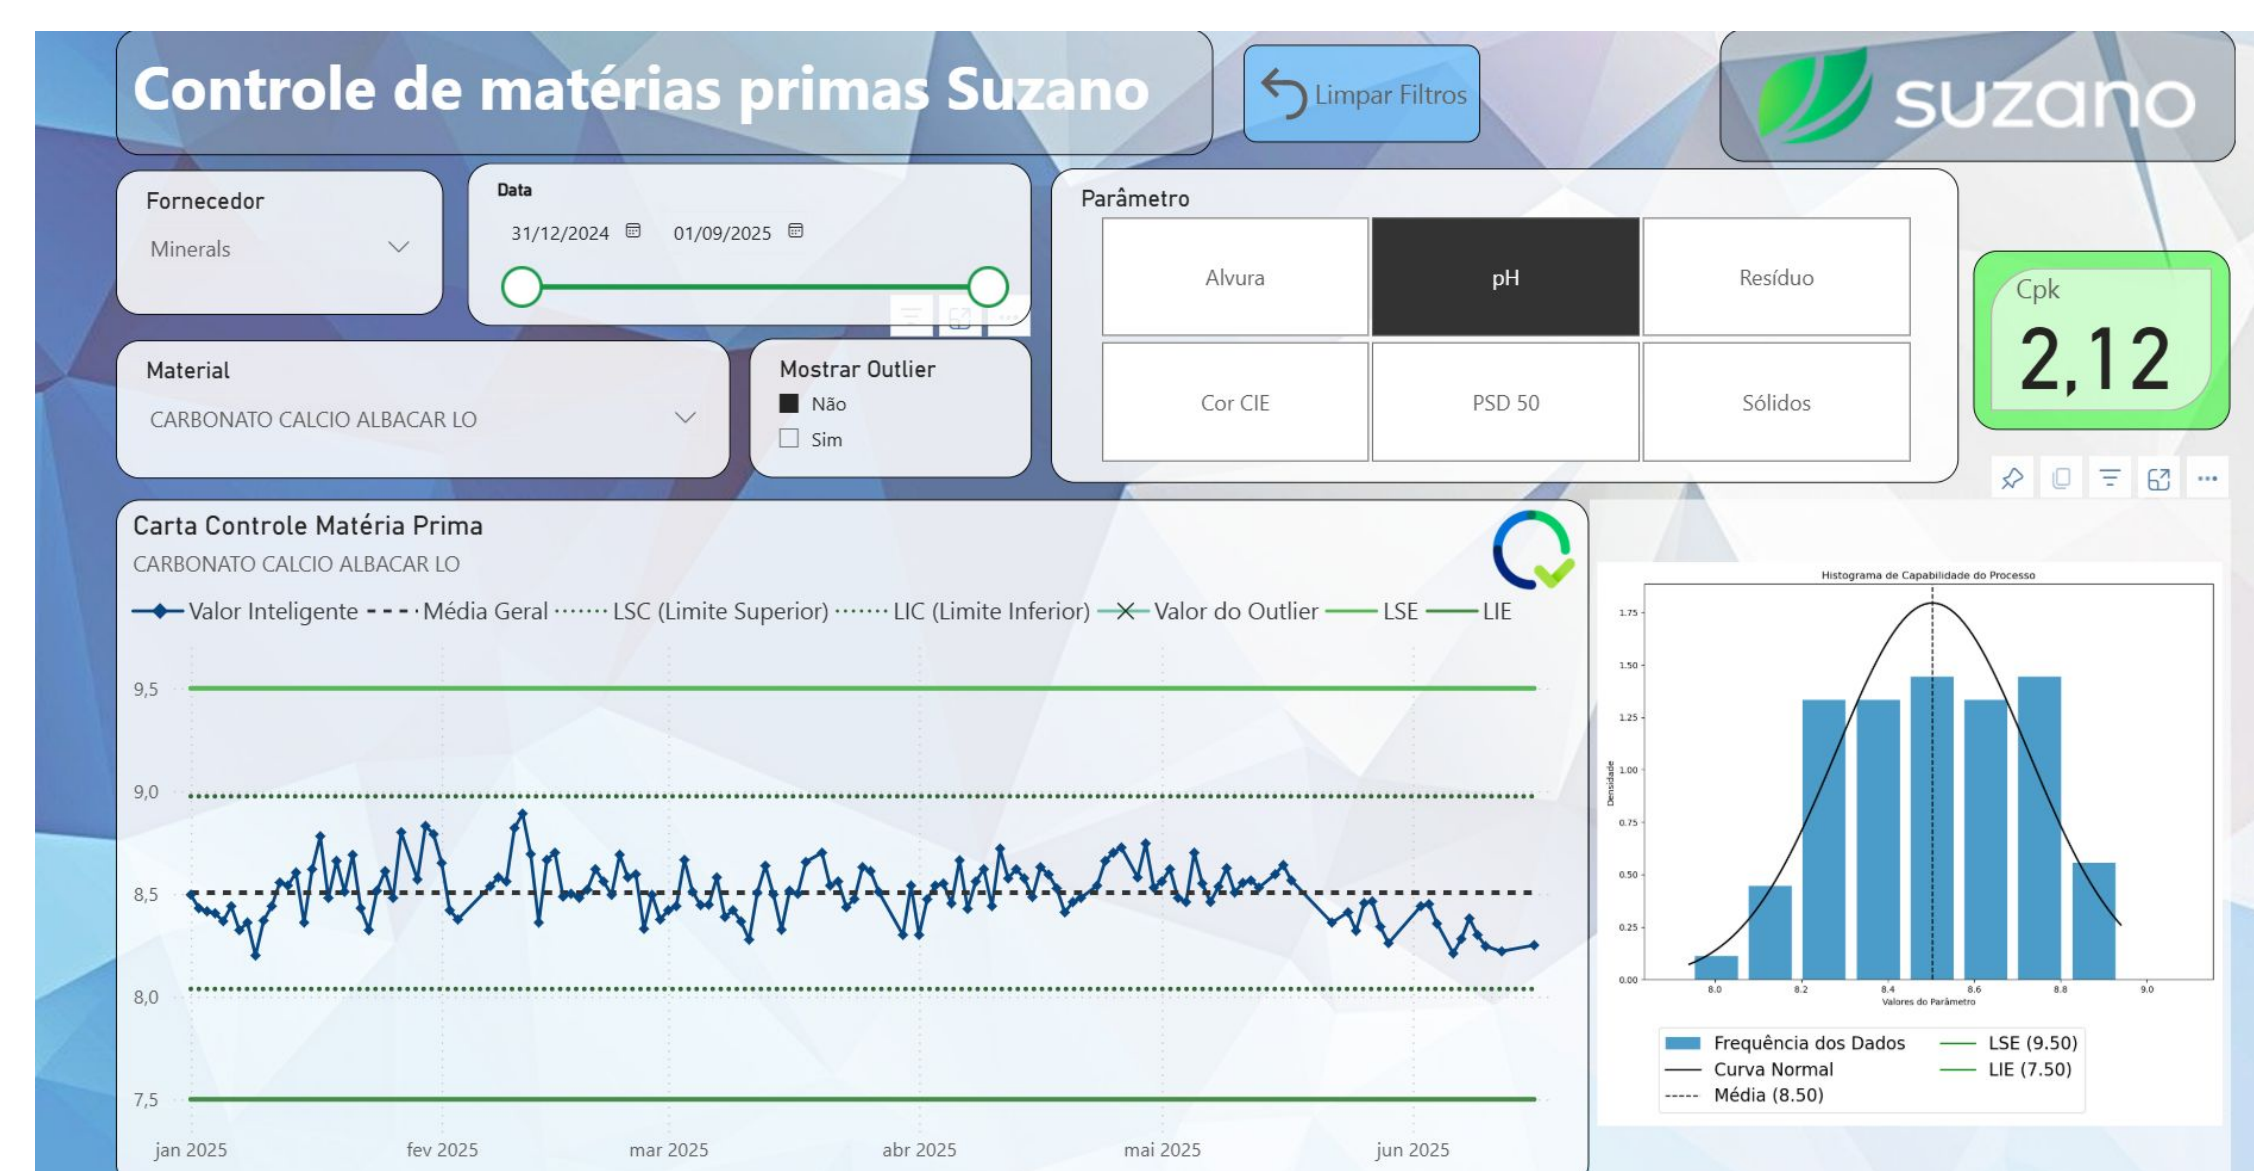 Controle de matérias primas Suzano
Limpar Filtros
suzano
Fornecedor
Minerals
Data
31/12/2024 01/09/2025
Parâmetro
Alvura pH Resíduo
Cor CIE PSD 50 Sólidos
Cpk
2,12
Material
CARBONATO CALCIO ALBACAR LO
Mostrar Outlier
Não
Sim
Carta Controle Matéria Prima
CARBONATO CALCIO ALBACAR LO
Valor Inteligente Média Geral LSC (Limite Superior) LIC (Limite Inferior) Valor do Outlier LSE LIE
9,5
9,0
8,5
8,0
7,5
jan 2025 fev 2025 mar 2025 abr 2025 mai 2025 jun 2025
Histograma de Capabilidade do Processo
1.75
1.50
1.25
1.00
0.75
0.50
0.25
0.00
Densidade
8.0 8.2 8.4 8.6 8.8 9.0
Valores do Parâmetro
Frequência dos Dados LSE (9.50)
Curva Normal LIE (7.50)
Média (8.50)